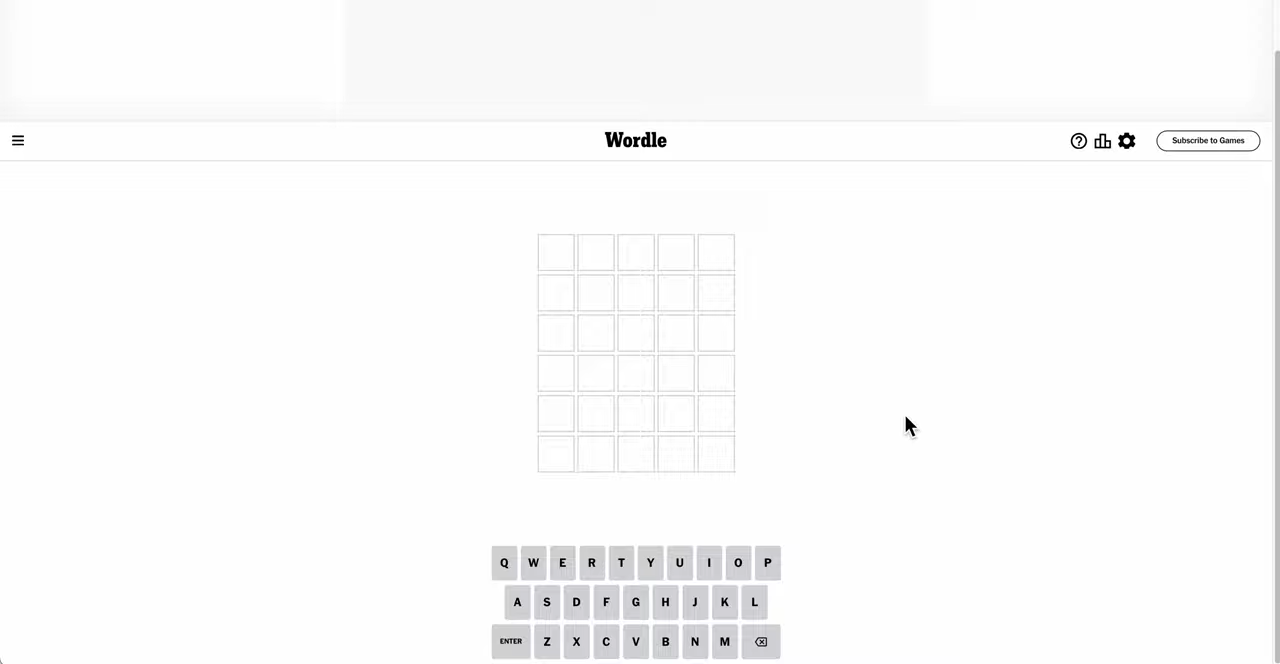 Wordle
Subscribe to Games
Q W E R T Y U I O P
A S D F G H J K L
ENTER Z X C V B N M